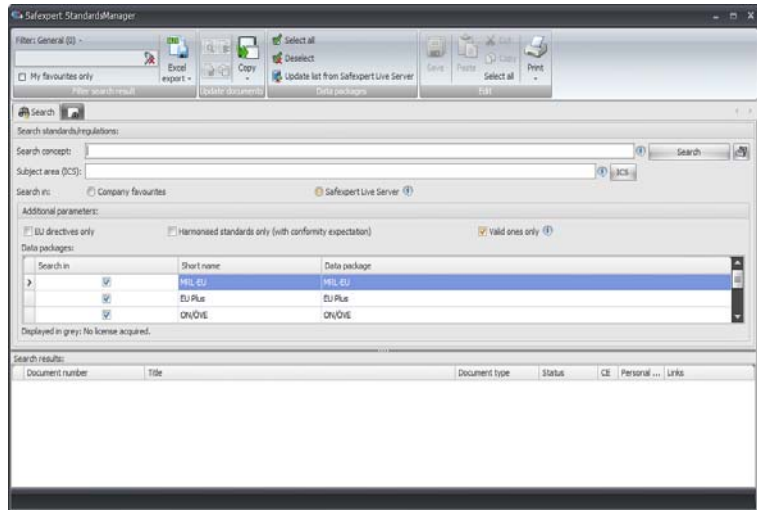 Safexpert StandardsManager
Filter: General (0) -
My favourites only
Filter search result
Excel export
Update documents
Copy
Select all
Deselect
Update list from Safexpert Live Server
Data packages
Save
Paste
Cut
Copy
Select all
Print
Edit
Search
Search standards/regulations:
Search concept:
Search
Subject area (ICS):
ICS
Search in:
Company favourites
Safexpert Live Server
Additional parameters:
EU directives only
Harmonised standards only (with conformity expectation)
Valid ones only
Data packages:
Search in Short name Data package
MRL-EU MRL-EU
EU Plus EU Plus
ON/ÖVE ON/ÖVE
Displayed in grey: No license acquired.
Search results:
Document number Title Document type Status CE Personal ... Links